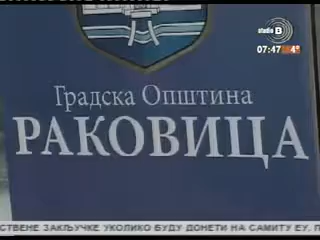 studio B
07:47 4°
Градска Општина
РАКОВИЦА
СТВЕНЕ ЗАКЉУЧКЕ УКОЛИКО БУДУ ДОНЕТИ НА САМИТУ ЕУ. П